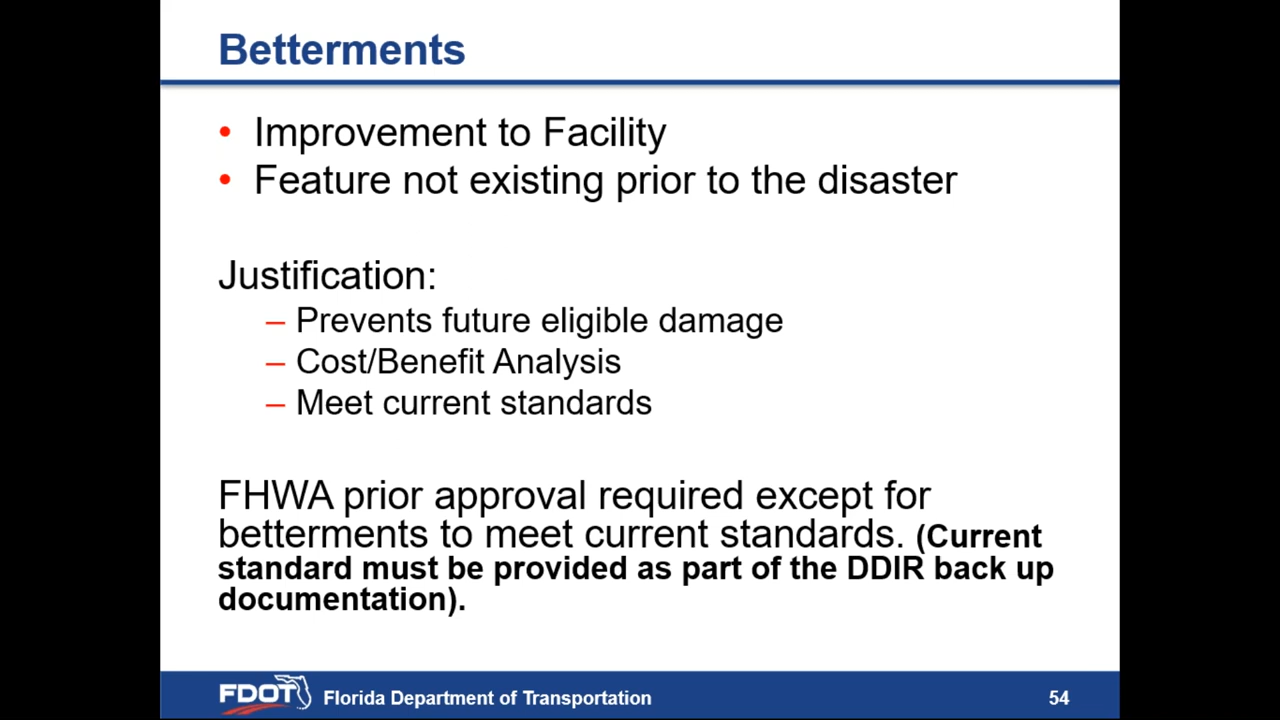 Betterments
• Improvement to Facility
• Feature not existing prior to the disaster
Justification:
– Prevents future eligible damage
– Cost/Benefit Analysis
– Meet current standards
FHWA prior approval required except for
betterments to meet current standards. (Current
standard must be provided as part of the DDIR back up
documentation).
FDOT Florida Department of Transportation 54